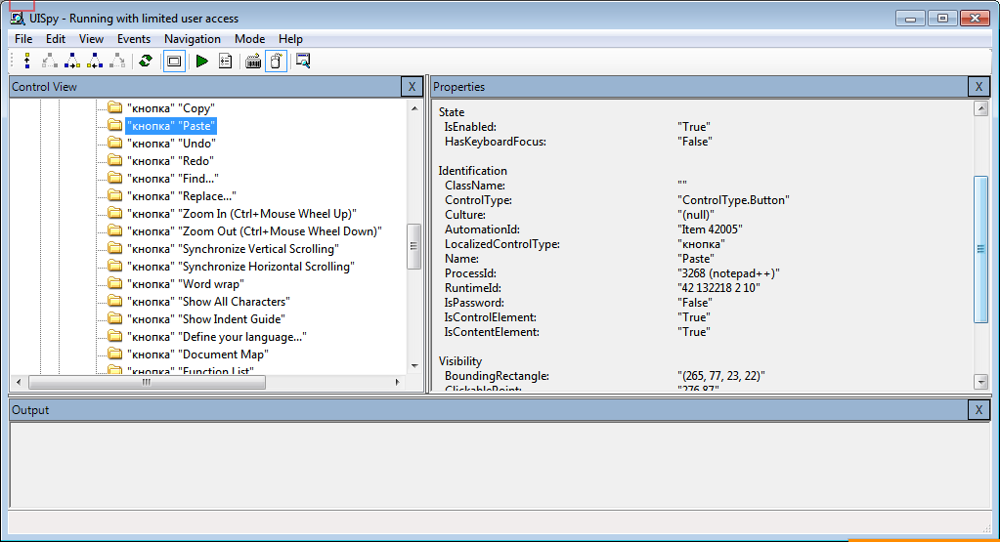 UISpy - Running with limited user access
File Edit View Events Navigation Mode Help
Control View X
"кнопка" "Copy"
"кнопка" "Paste"
"кнопка" "Undo"
"кнопка" "Redo"
"кнопка" "Find..."
"кнопка" "Replace..."
"кнопка" "Zoom In (Ctrl+Mouse Wheel Up)"
"кнопка" "Zoom Out (Ctrl+Mouse Wheel Down)"
"кнопка" "Synchronize Vertical Scrolling"
"кнопка" "Synchronize Horizontal Scrolling"
"кнопка" "Word wrap"
"кнопка" "Show All Characters"
"кнопка" "Show Indent Guide"
"кнопка" "Define your language..."
"кнопка" "Document Map"
"кнопка" "Function List"
Properties X
State
IsEnabled: "True"
HasKeyboardFocus: "False"
Identification
ClassName: ""
ControlType: "ControlType.Button"
Culture: "(null)"
AutomationId: "Item 42005"
LocalizedControlType: "кнопка"
Name: "Paste"
ProcessId: "3268 (notepad++)"
RuntimeId: "42 132218 2 10"
IsPassword: "False"
IsControlElement: "True"
IsContentElement: "True"
Visibility
BoundingRectangle: "(265, 77, 23, 22)"
ClickablePoint: "276,87"
Output X